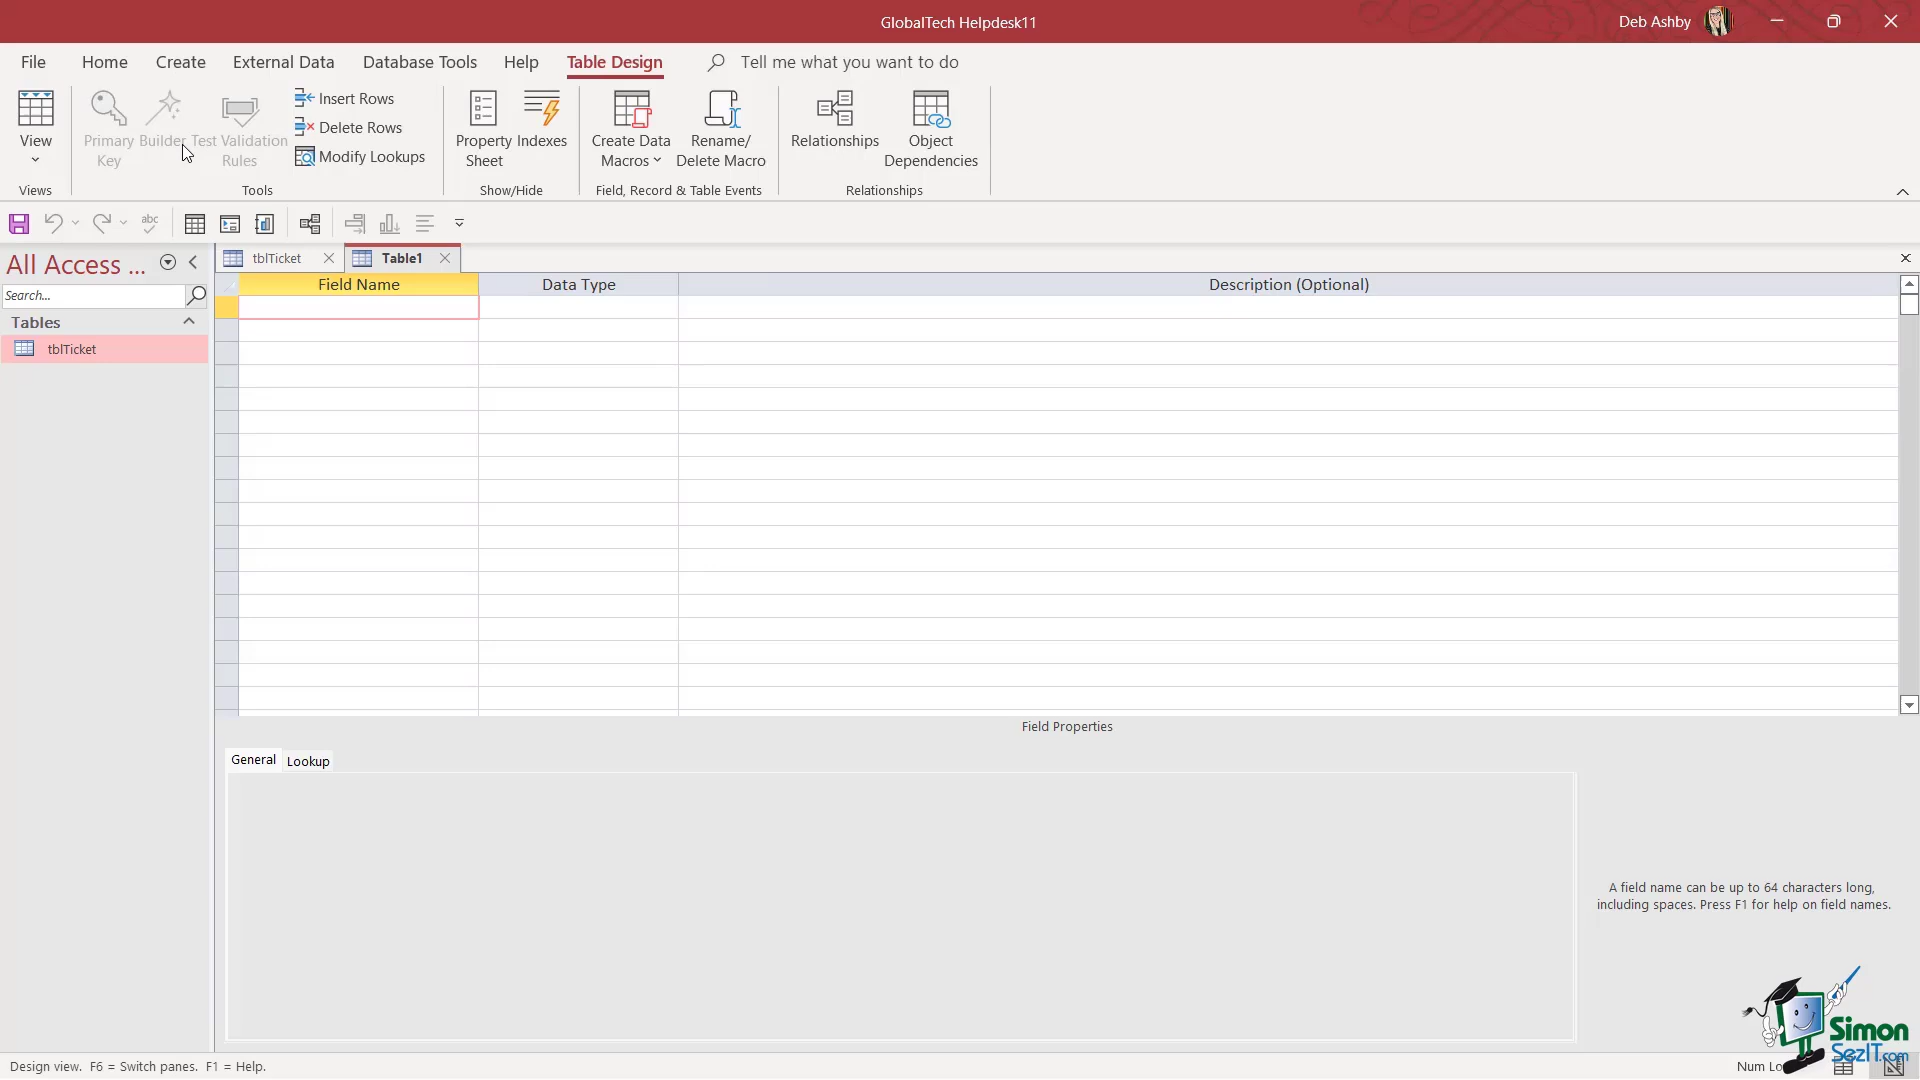 GlobalTech Helpdesk11
Deb Ashby
File Home Create External Data Database Tools Help Table Design Tell me what you want to do
View
Primary Key
Builder
Test Validation Rules
Insert Rows
Delete Rows
Modify Lookups
Property Sheet
Indexes
Create Data Macros
Rename/ Delete Macro
Relationships
Object Dependencies
Views
Tools
Show/Hide
Field, Record & Table Events
Relationships
abc
All Access ...
tblTicket
Table1
Search...
Tables
tblTicket
Field Name Data Type Description (Optional)
Field Properties
General Lookup
A field name can be up to 64 characters long,
including spaces. Press F1 for help on field names.
Simon
SezIT.com
Design view. F6 = Switch panes. F1 = Help.
Num Lo